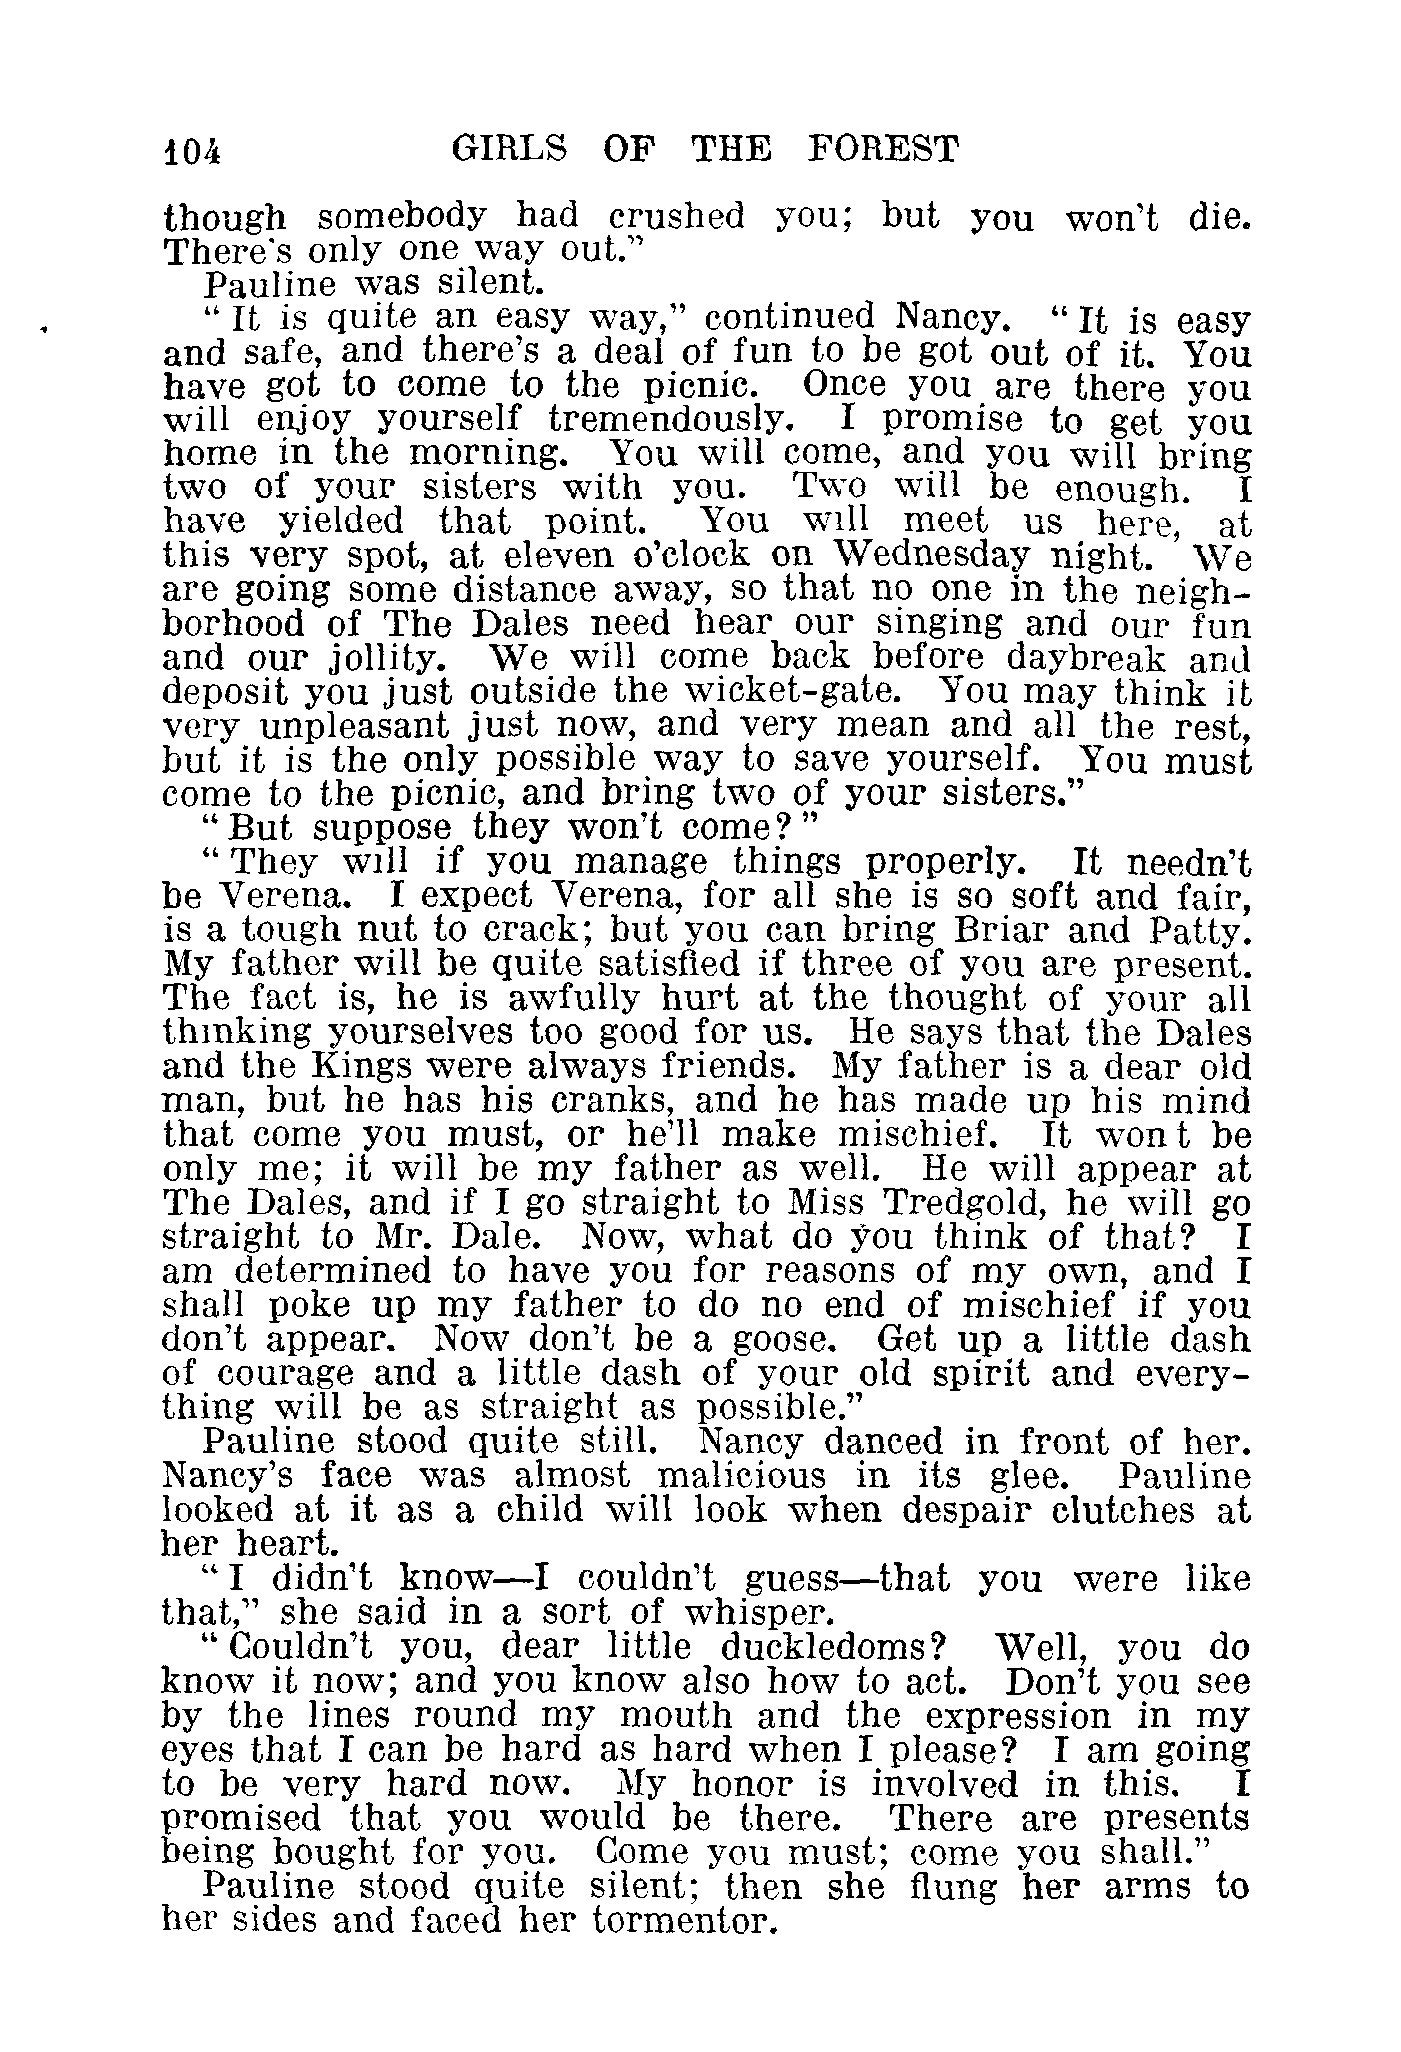 104 GIRLS OF THE FOREST
though somebody had crushed you; but you won't die.
There's only one way out."
Pauline was silent.
"It is quite an easy way," continued Nancy. "It is easy
and safe, and there's a deal of fun to be got out of it. You
have got to come to the picnic. Once you are there you
will enjoy yourself tremendously. I promise to get you
home in the morning. You will come, and you will bring
two of your sisters with you. Two will be enough. I
have yielded that point. You will meet us here, at
this very spot, at eleven o'clock on Wednesday night. We
are going some distance away, so that no one in the neigh-
borhood of The Dales need hear our singing and our fun
and our jollity. We will come back before daybreak and
deposit you just outside the wicket-gate. You may think it
very unpleasant just now, and very mean and all the rest,
but it is the only possible way to save yourself. You must
come to the picnic, and bring two of your sisters."
"But suppose they won't come?"
"They will if you manage things properly. It needn't
be Verena. I expect Verena, for all she is so soft and fair,
is a tough nut to crack; but you can bring Briar and Patty.
My father will be quite satisfied if three of you are present.
The fact is, he is awfully hurt at the thought of your all
thinking yourselves too good for us. He says that the Dales
and the Kings were always friends. My father is a dear old
man, but he has his cranks, and he has made up his mind
that come you must, or he'll make mischief. It won t be
only me; it will be my father as well. He will appear at
The Dales, and if I go straight to Miss Tredgold, he will go
straight to Mr. Dale. Now, what do you think of that? I
am determined to have you for reasons of my own, and I
shall poke up my father to do no end of mischief if you
don't appear. Now don't be a goose. Get up a little dash
of courage and a little dash of your old spirit and every-
thing will be as straight as possible."
Pauline stood quite still. Nancy danced in front of her.
Nancy's face was almost malicious in its glee. Pauline
looked at it as a child will look when despair clutches at
her heart.
"I didn't know—I couldn't guess—that you were like
that," she said in a sort of whisper.
"Couldn't you, dear little duckledoms? Well, you do
know it now; and you know also how to act. Don't you see
by the lines round my mouth and the expression in my
eyes that I can be hard as hard when I please? I am going
to be very hard now. My honor is involved in this. I
promised that you would be there. There are presents
being bought for you. Come you must; come you shall."
Pauline stood quite silent; then she flung her arms to
her sides and faced her tormentor.